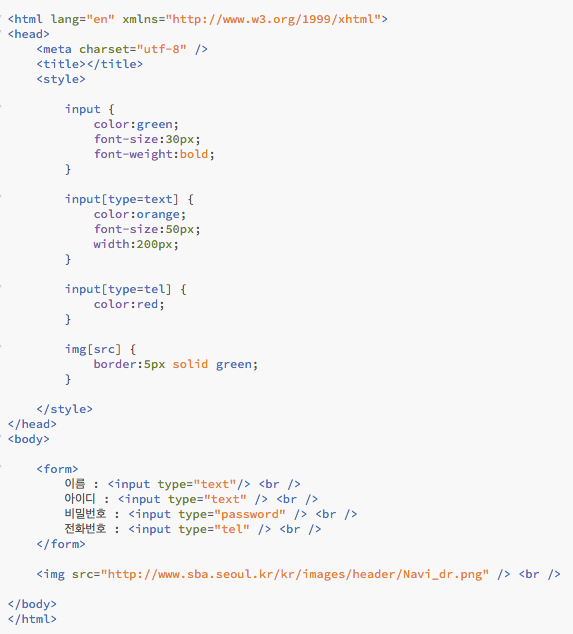 <html lang="en" xmlns="http://www.w3.org/1999/xhtml">
<head>
    <meta charset="utf-8" />
    <title></title>
    <style>

        input {
            color:green;
            font-size:30px;
            font-weight:bold;
        }

        input[type=text] {
            color:orange;
            font-size:50px;
            width:200px;
        }

        input[type=tel] {
            color:red;
        }

        img[src] {
            border:5px solid green;
        }

    </style>
</head>
<body>

    <form>
        이름 : <input type="text"/> <br />
        아이디 : <input type="text" /> <br />
        비밀번호 : <input type="password" /> <br />
        전화번호 : <input type="tel" /> <br />
    </form>

    <img src="http://www.sba.seoul.kr/kr/images/header/Navi_dr.png" /> <br />

</body>
</html>